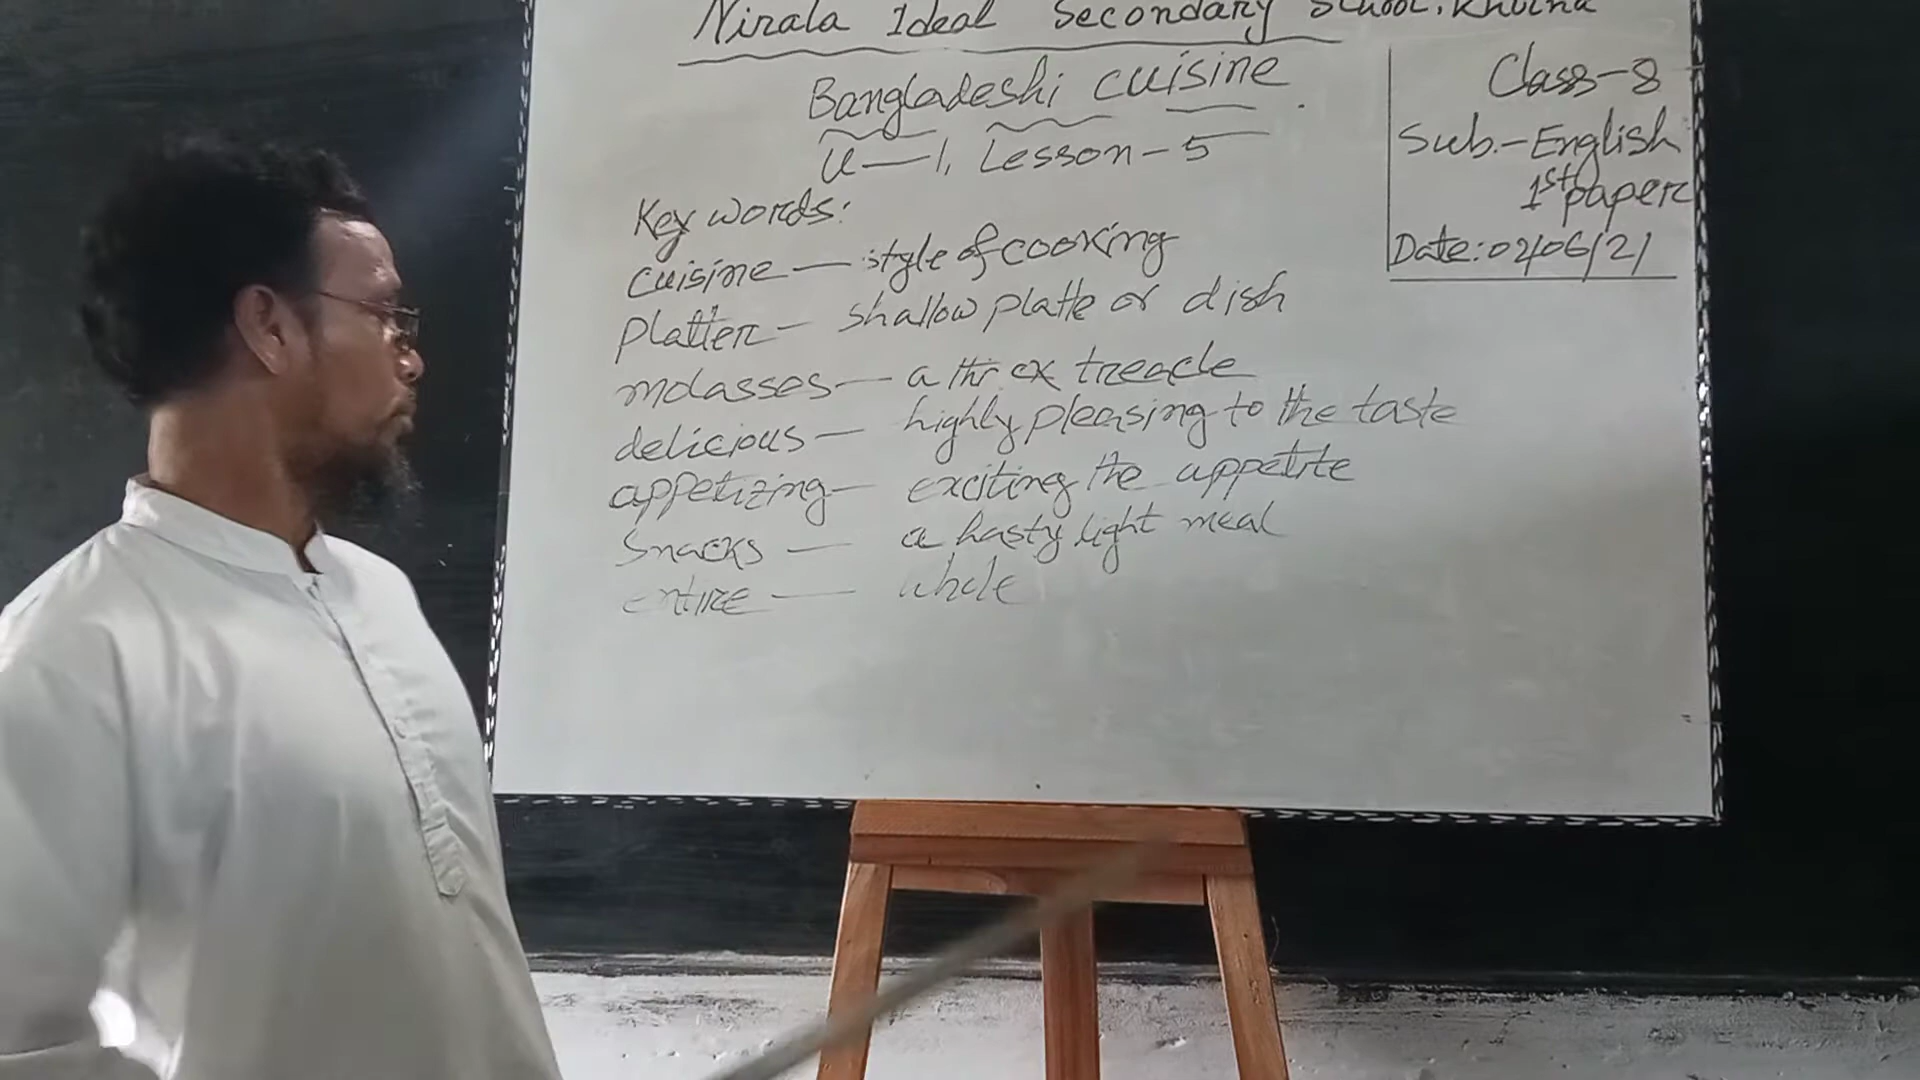 Nirala Ideal Secondary School, Khulna
Bangladeshi cuisine.
U—1, Lesson-5
Class-8
Sub.-English
1st paper
Date: 02/06/21
Key words:
cuisine — style of cooking
Platter — shallow platte or dish
molasses — a thick treacle
delicious — highly pleasing to the taste
appetizing — exciting the appetite
Snacks — a hasty light meal
entire — whole